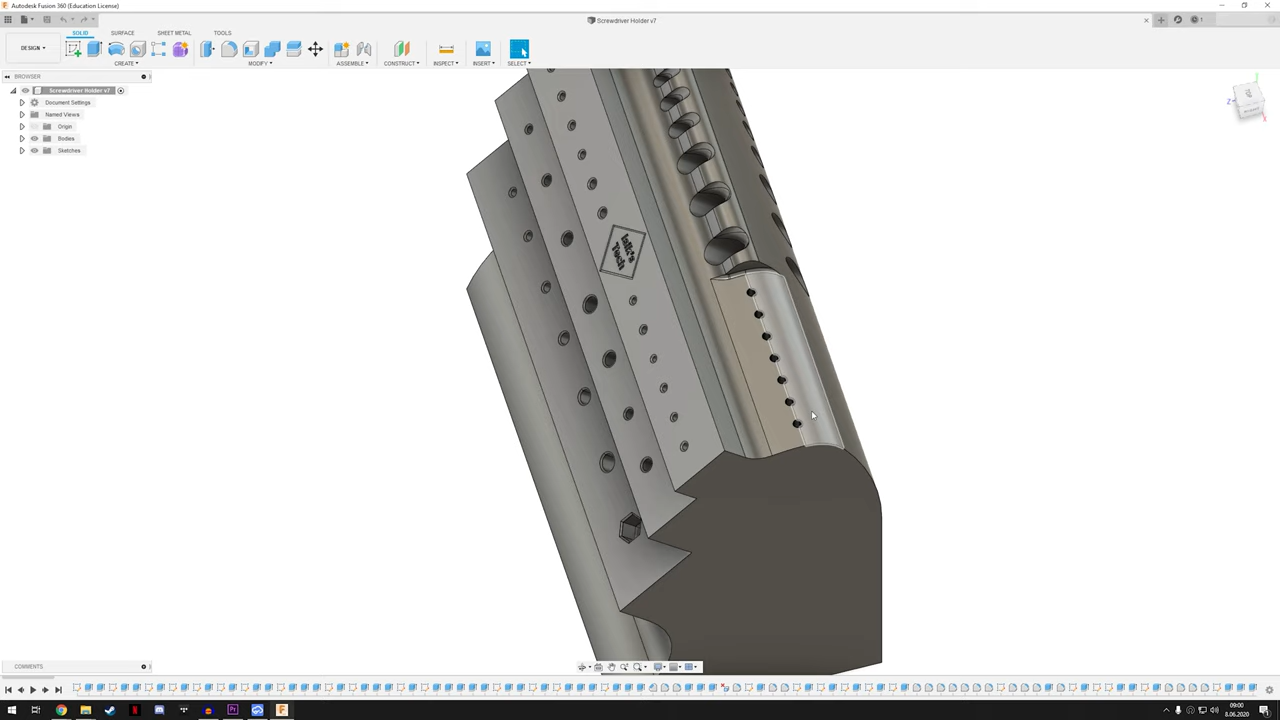 Autodesk Fusion 360 (Education License)
Screwdriver Holder v7
1
DESIGN
SOLID
SURFACE
SHEET METAL
TOOLS
CREATE
MODIFY
ASSEMBLE
CONSTRUCT
INSPECT
INSERT
SELECT
BROWSER
Screwdriver Holder v7
Document Settings
Named Views
Origin
Bodies
Sketches
Z
Tech
COMMENTS
09:00
8.06.2020